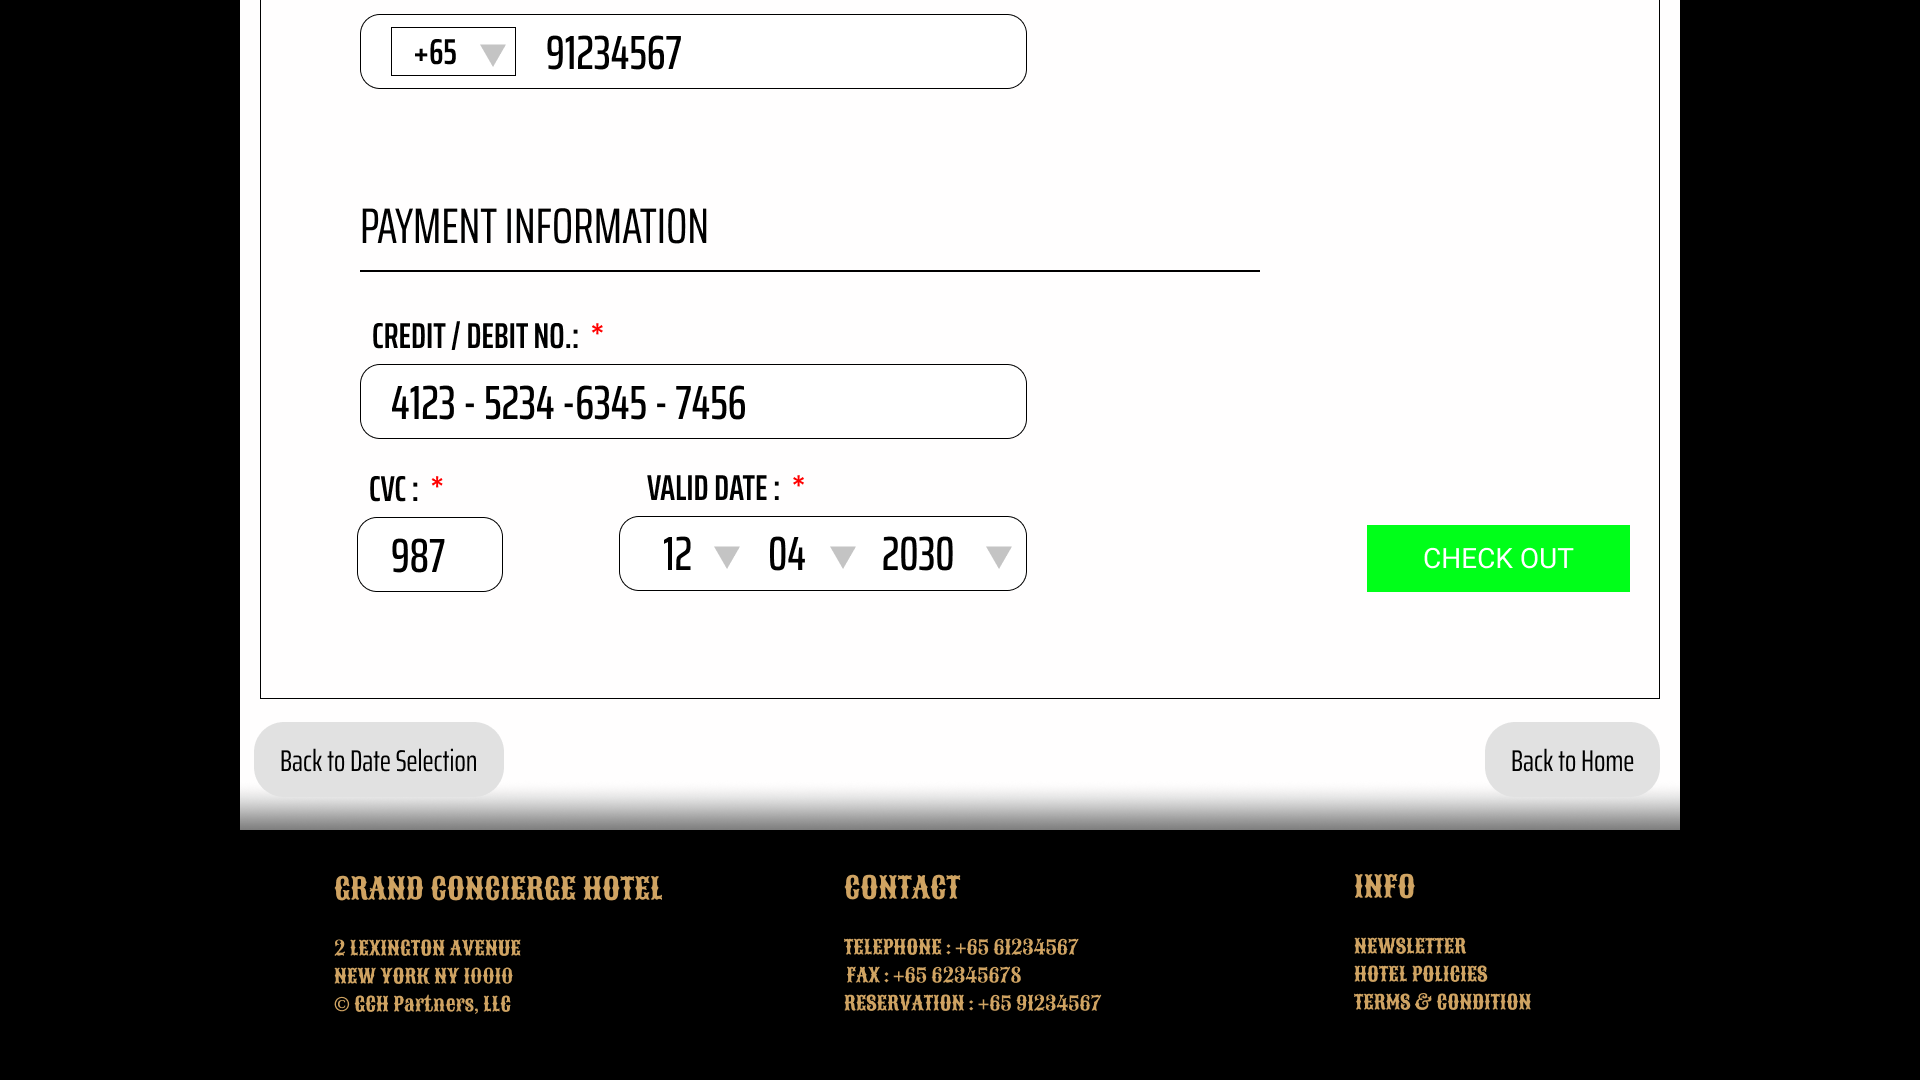 +65 91234567
PAYMENT INFORMATION
CREDIT / DEBIT NO.: *
4123 - 5234 -6345 - 7456
CVC : * VALID DATE : *
987 12 04 2030
CHECK OUT
Back to Date Selection Back to Home
GRAND CONCIERGE HOTEL
2 LEXINGTON AVENUE
NEW YORK NY 10010
© GCH Partners, LLC
CONTACT
TELEPHONE : +65 61234567
FAX : +65 62345678
RESERVATION : +65 91234567
INFO
NEWSLETTER
HOTEL POLICIES
TERMS & CONDITION